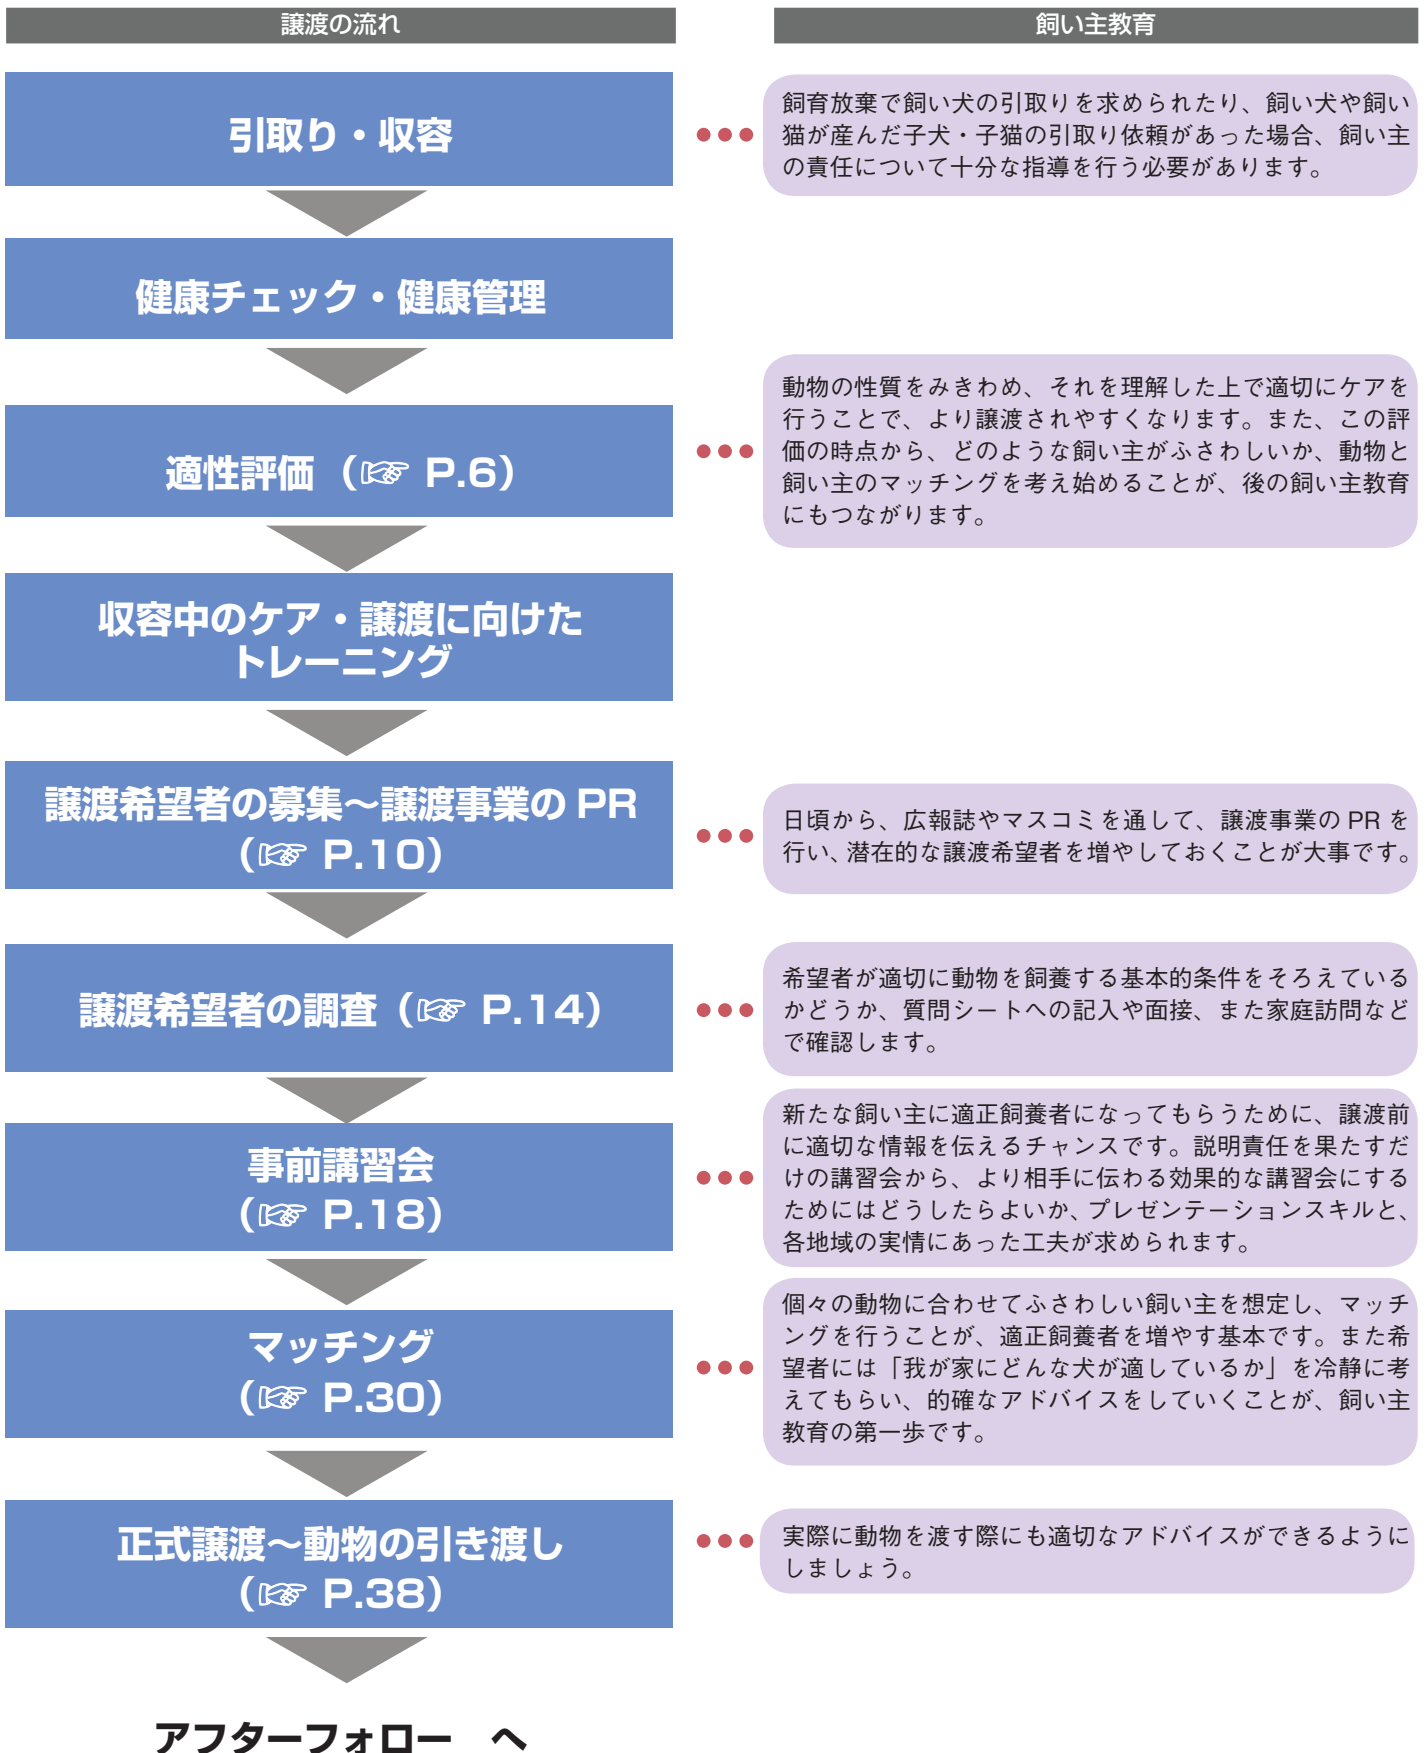 譲渡の流れ
飼い主教育
引取り・収容
飼育放棄で飼い犬の引取りを求められたり、飼い犬や飼い
猫が産んだ子犬・子猫の引取り依頼があった場合、飼い主
の責任について十分な指導を行う必要があります。
健康チェック・健康管理
適性評価（☞ P.6）
動物の性質をみきわめ、それを理解した上で適切にケアを
行うことで、より譲渡されやすくなります。また、この評
価の時点から、どのような飼い主がふさわしいか、動物と
飼い主のマッチングを考え始めることが、後の飼い主教育
にもつながります。
収容中のケア・譲渡に向けた
トレーニング
譲渡希望者の募集～譲渡事業の PR
（☞ P.10）
日頃から、広報誌やマスコミを通して、譲渡事業の PR を
行い、潜在的な譲渡希望者を増やしておくことが大事です。
譲渡希望者の調査（☞ P.14）
希望者が適切に動物を飼養する基本的条件をそろえている
かどうか、質問シートへの記入や面接、また家庭訪問など
で確認します。
事前講習会
（☞ P.18）
新たな飼い主に適正飼養者になってもらうために、譲渡前
に適切な情報を伝えるチャンスです。説明責任を果たすだ
けの講習会から、より相手に伝わる効果的な講習会にする
ためにはどうしたらよいか、プレゼンテーションスキルと、
各地域の実情にあった工夫が求められます。
マッチング
（☞ P.30）
個々の動物に合わせてふさわしい飼い主を想定し、マッチ
ングを行うことが、適正飼養者を増やす基本です。また希
望者には「我が家にどんな犬が適しているか」を冷静に考
えてもらい、的確なアドバイスをしていくことが、飼い主
教育の第一歩です。
正式譲渡～動物の引き渡し
（☞ P.38）
実際に動物を渡す際にも適切なアドバイスができるように
しましょう。
アフターフォロー　へ